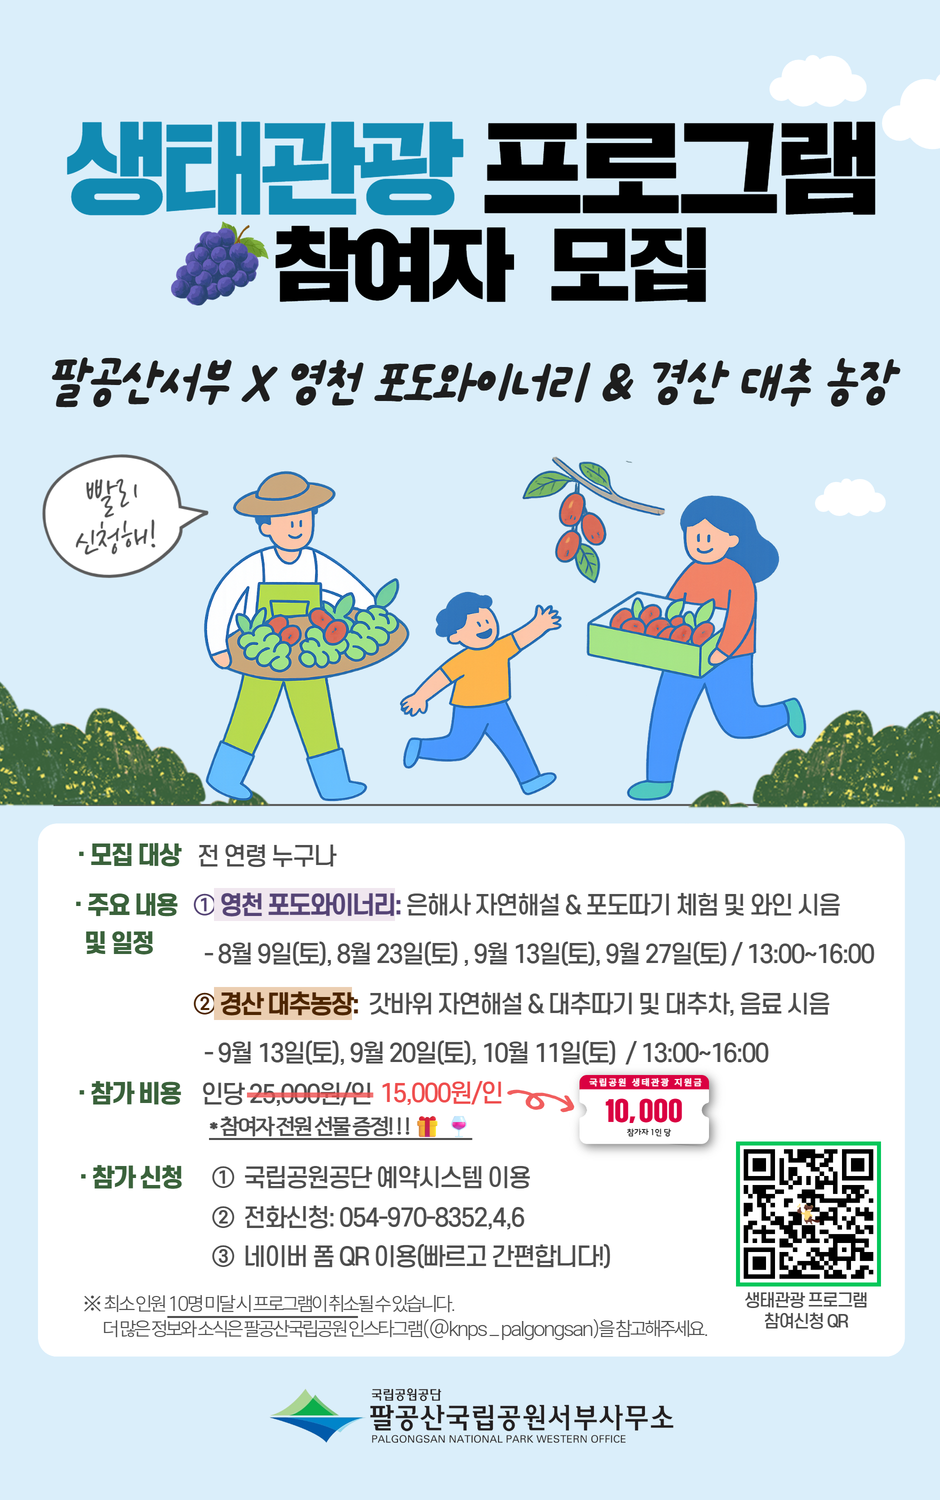 생태관광 프로그램
참여자 모집
팔공산서부 X 영천 포도와이너리 & 경산 대추 농장
빨리
신청해!
· 모집 대상 전 연령 누구나
· 주요 내용 ① 영천 포도와이너리: 은해사 자연해설 & 포도따기 체험 및 와인 시음
및 일정
- 8월 9일(토), 8월 23일(토) , 9월 13일(토), 9월 27일(토) / 13:00~16:00
② 경산 대추농장: 갓바위 자연해설 & 대추따기 및 대추차, 음료 시음
- 9월 13일(토), 9월 20일(토), 10월 11일(토) / 13:00~16:00
· 참가 비용 인당 25,000원/인 15,000원/인
국립공원 생태관광 지원금
10,000
참가자 1인 당
* 참여자 전원 선물 증정!!!
· 참가 신청 ① 국립공원공단 예약시스템 이용
② 전화신청: 054-970-8352,4,6
③ 네이버 폼 QR 이용(빠르고 간편합니다!)
생태관광 프로그램
참여신청 QR
※ 최소 인원 10명 미달 시 프로그램이 취소될 수 있습니다.
더 많은 정보와 소식은 팔공산국립공원 인스타그램(@knps_palgongsan)을 참고해주세요.
국립공원공단
팔공산국립공원서부사무소
PALGONGSAN NATIONAL PARK WESTERN OFFICE